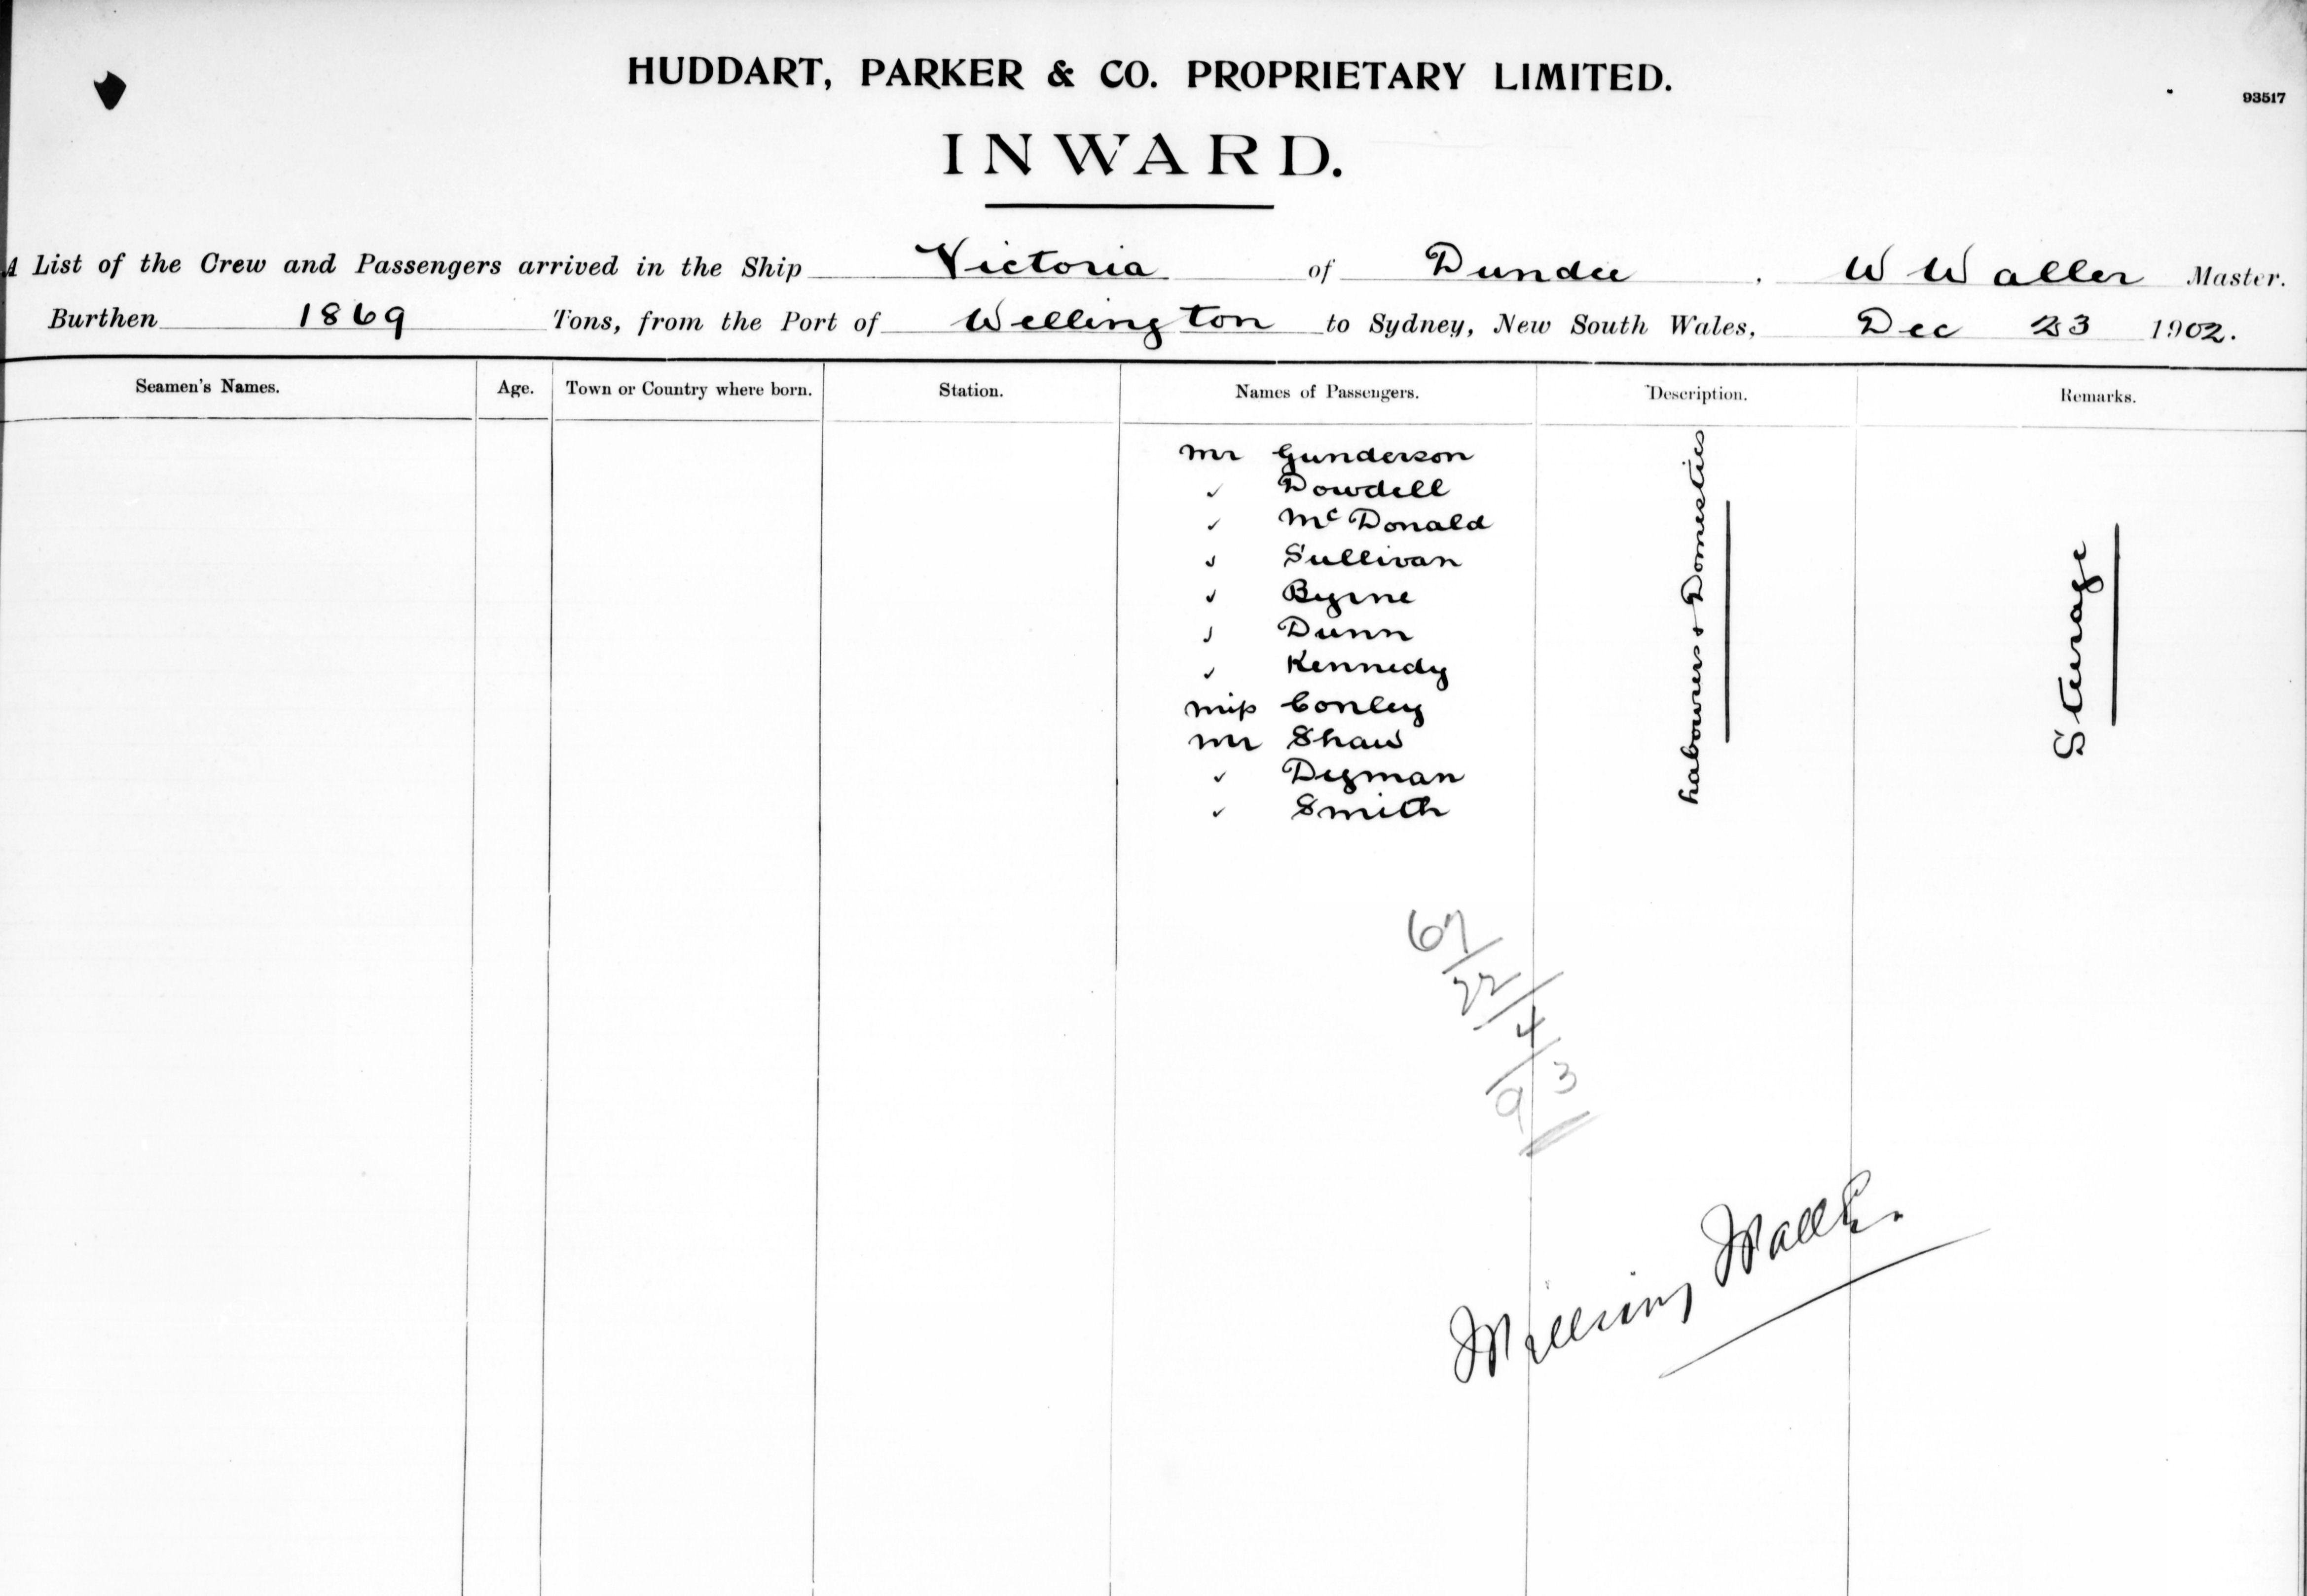 HUDDART, PARKER & CO. PROPRIETARY LIMITED.
93517
INWARD.
A List of the Crew and Passengers arrived in the Ship Victoria of Dundee, W Waller Master.
Burthen 1869 Tons, from the Port of Wellington to Sydney, New South Wales, Dec 23 1902.
Seamen's Names. Age. Town or Country where born. Station. Names of Passengers. Description. Remarks.
Mr Gunderson
✓ Dowdell
✓ McDonald
✓ Sullivan
✓ Byrne
✓ Dunn
✓ Kennedy
Miss Conley
Mr Shaw
✓ Degman
✓ Smith
Labourers & Domestics
Steerage
67/22/4/93
William Waller